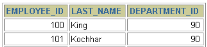 EMPLOYEE_ID LAST_NAME DEPARTMENT_ID
100 King 90
101 Kochhar 90